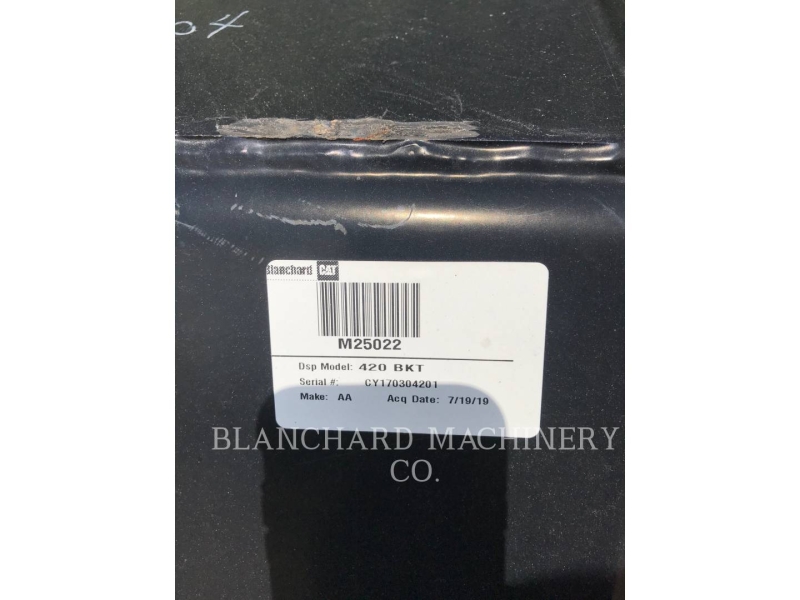 04
Blanchard CAT
M25022
Dsp Model: 420 BKT
Serial #: CY170304201
Make: AA Acq Date: 7/19/19
BLANCHARD MACHINERY
CO.